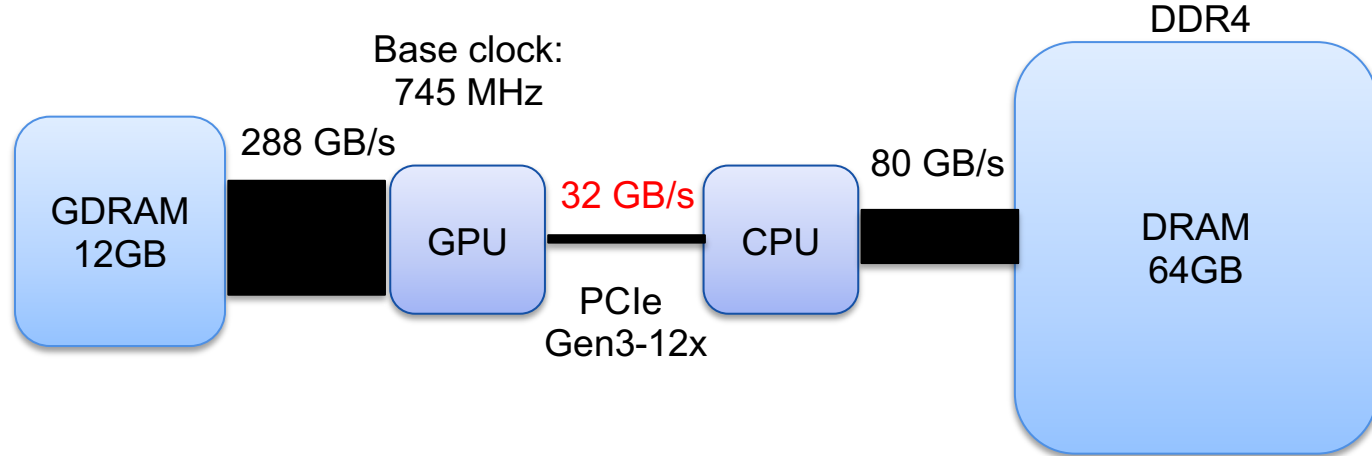 DDR4
Base clock:
745 MHz
288 GB/s
80 GB/s
32 GB/s
GDRAM
12GB
GPU
CPU
DRAM
64GB
PCIe
Gen3-12x